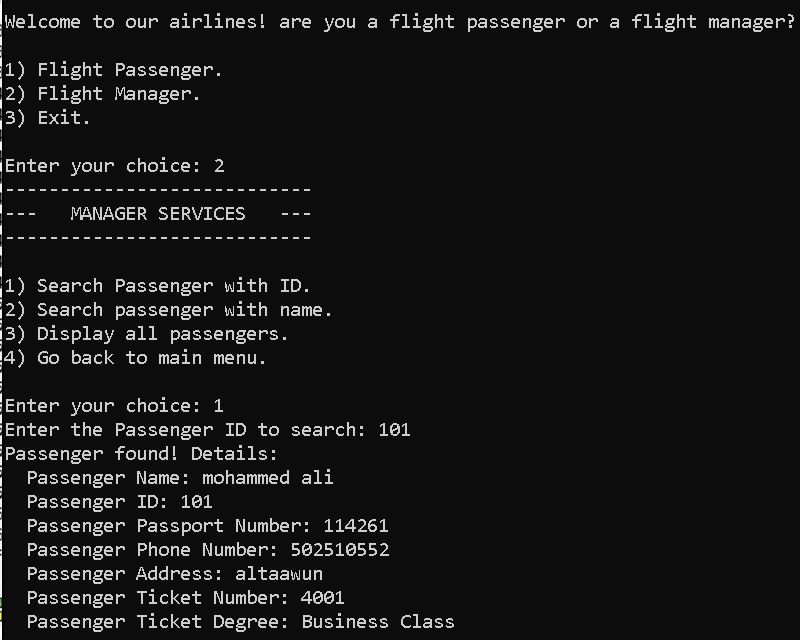 Welcome to our airlines! are you a flight passenger or a flight manager?
1) Flight Passenger.
2) Flight Manager.
3) Exit.
Enter your choice: 2
----------------------------
---   MANAGER SERVICES   ---
----------------------------
1) Search Passenger with ID.
2) Search passenger with name.
3) Display all passengers.
4) Go back to main menu.
Enter your choice: 1
Enter the Passenger ID to search: 101
Passenger found! Details:
  Passenger Name: mohammed ali
  Passenger ID: 101
  Passenger Passport Number: 114261
  Passenger Phone Number: 502510552
  Passenger Address: altaawun
  Passenger Ticket Number: 4001
  Passenger Ticket Degree: Business Class